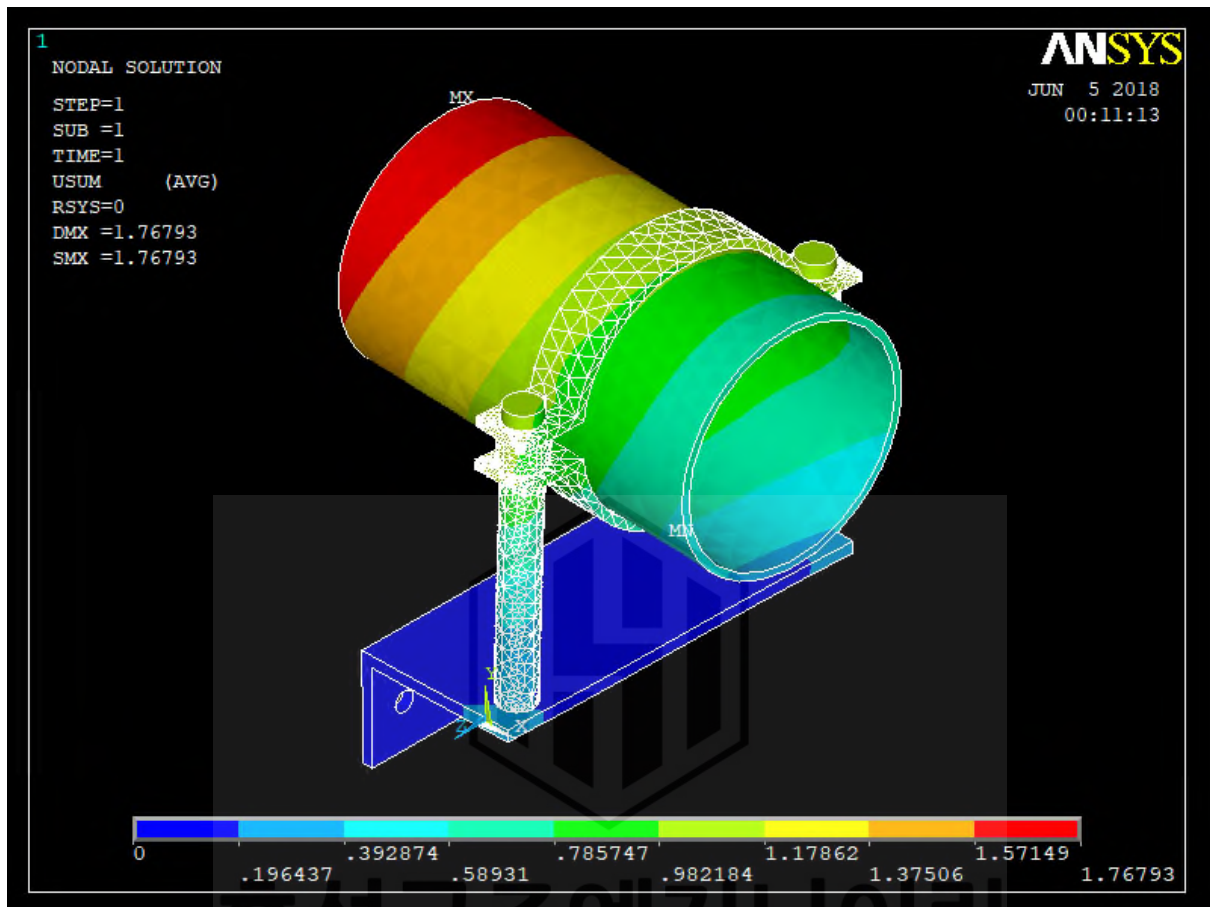 1
NODAL SOLUTION
STEP=1
SUB =1
TIME=1
USUM (AVG)
RSYS=0
DMX =1.76793
SMX =1.76793
ANSYS
JUN 5 2018
00:11:13
MX
MN
Y
X
0 .392874 .785747 1.17862 1.57149
.196437 .58931 .982184 1.37506 1.76793